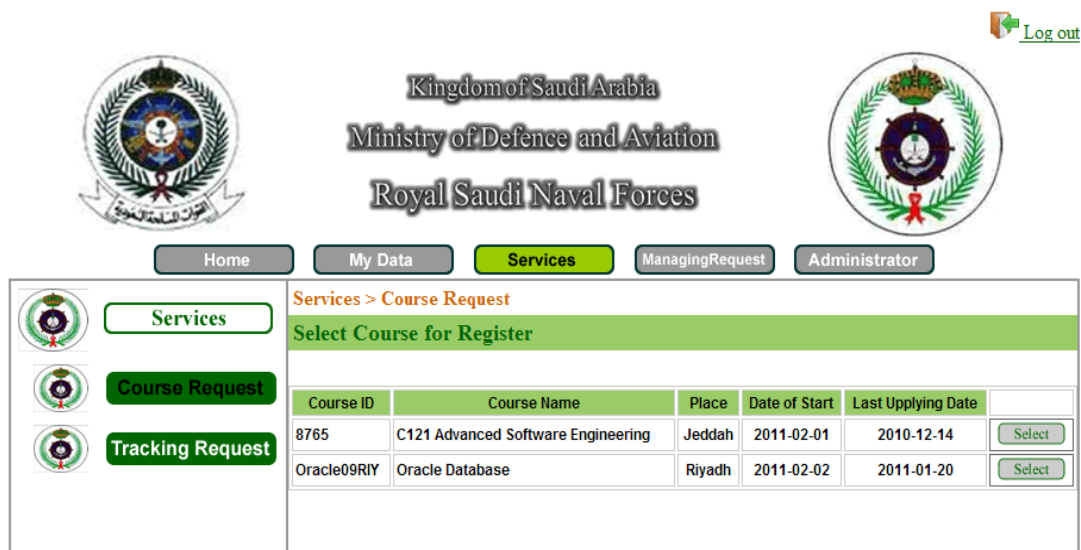 Log out
Kingdom of Saudi Arabia
Ministry of Defence and Aviation
Royal Saudi Naval Forces
القوات المسلحة السعودية
Home
My Data
Services
ManagingRequest
Administrator
Services
Course Request
Tracking Request
Services > Course Request
Select Course for Register
Course ID Course Name Place Date of Start Last Upplying Date
8765 C121 Advanced Software Engineering Jeddah 2011-02-01 2010-12-14 Select
Oracle09RIY Oracle Database Riyadh 2011-02-02 2011-01-20 Select